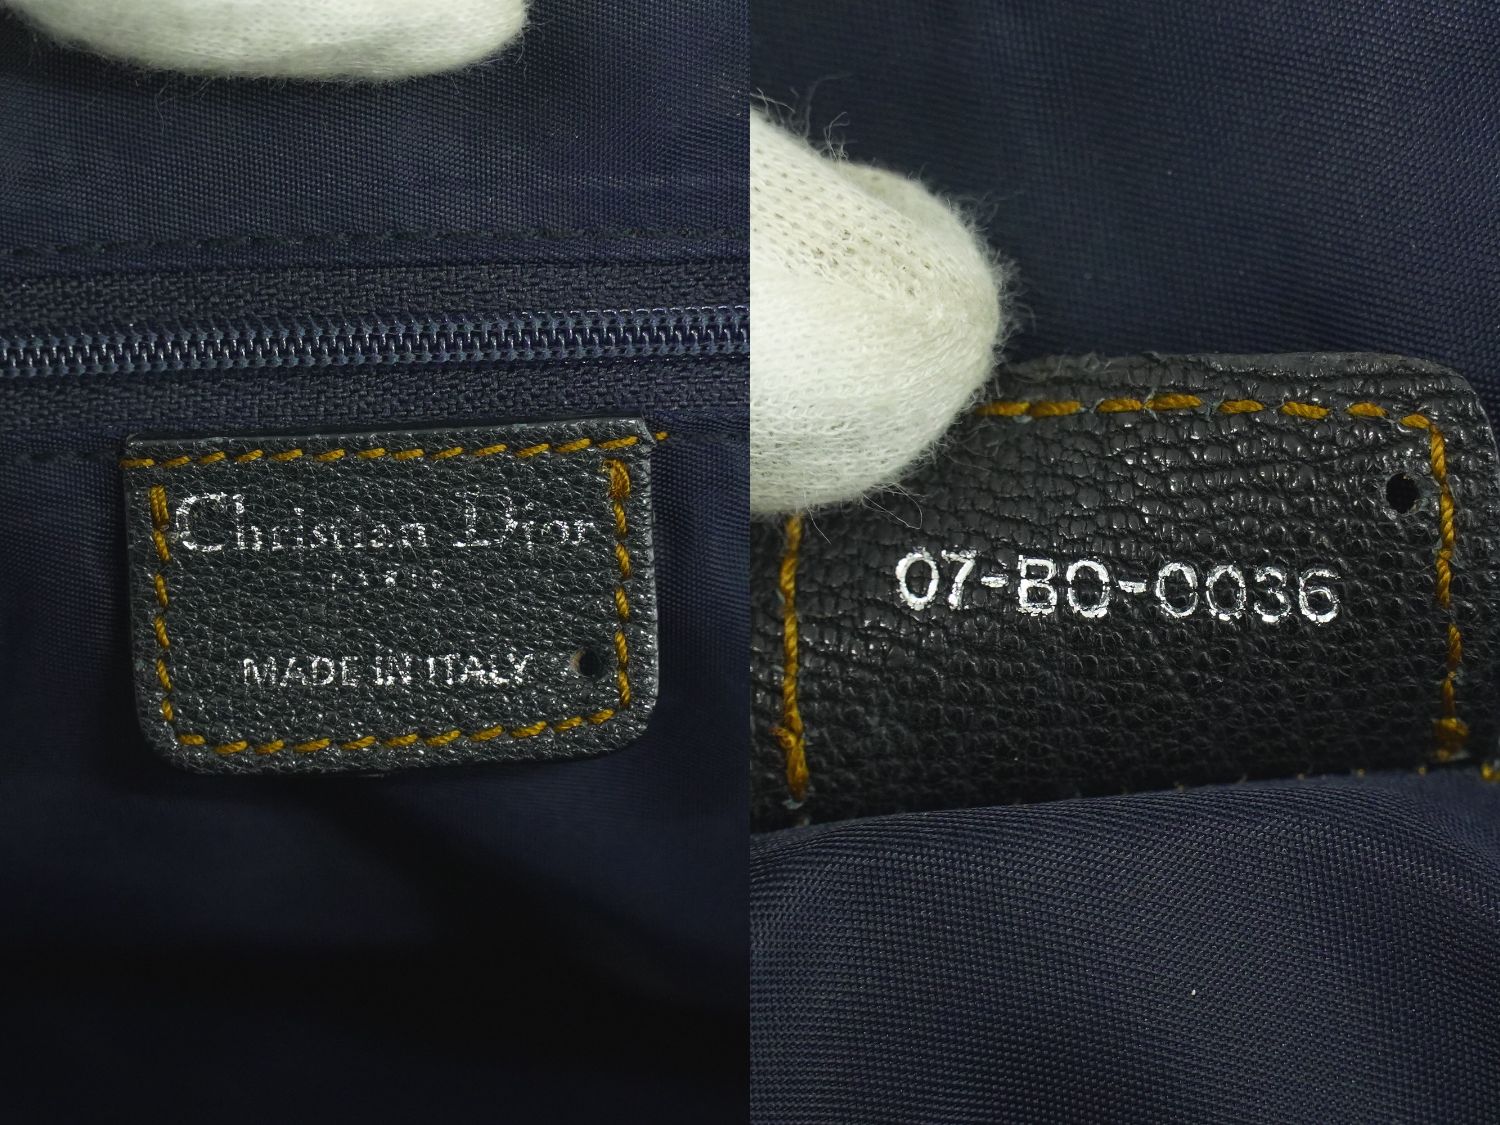 Christian Dior
PARIS
MADE IN ITALY
07-BO-0036